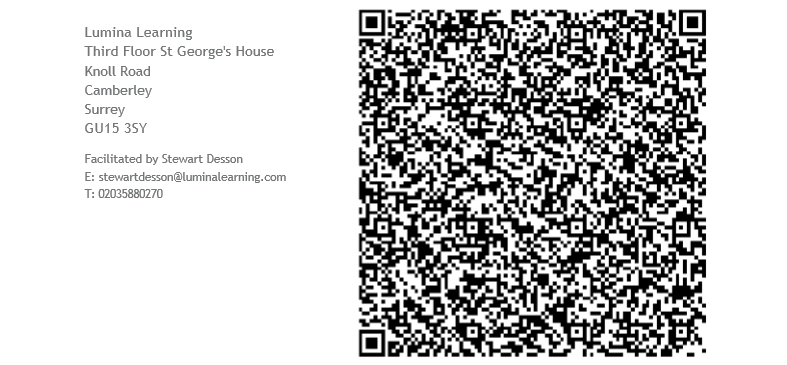 Lumina Learning
Third Floor St George's House
Knoll Road
Camberley
Surrey
GU15 3SY
Facilitated by Stewart Desson
E: stewartdesson@luminalearning.com
T: 02035880270